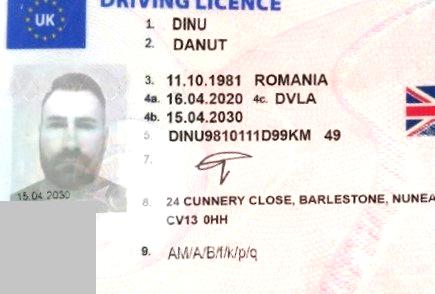 DRIVING LICENCE
UK
1. DINU
2. DANUT
3. 11.10.1981 ROMANIA
4a. 16.04.2020 4c. DVLA
4b. 15.04.2030
5. DINU9810111D99KM 49
7.
15.04.2030
8. 24 CUNNERY CLOSE, BARLESTONE, NUNEA
CV13 0HH
9. AM/A/B/f/k/p/q